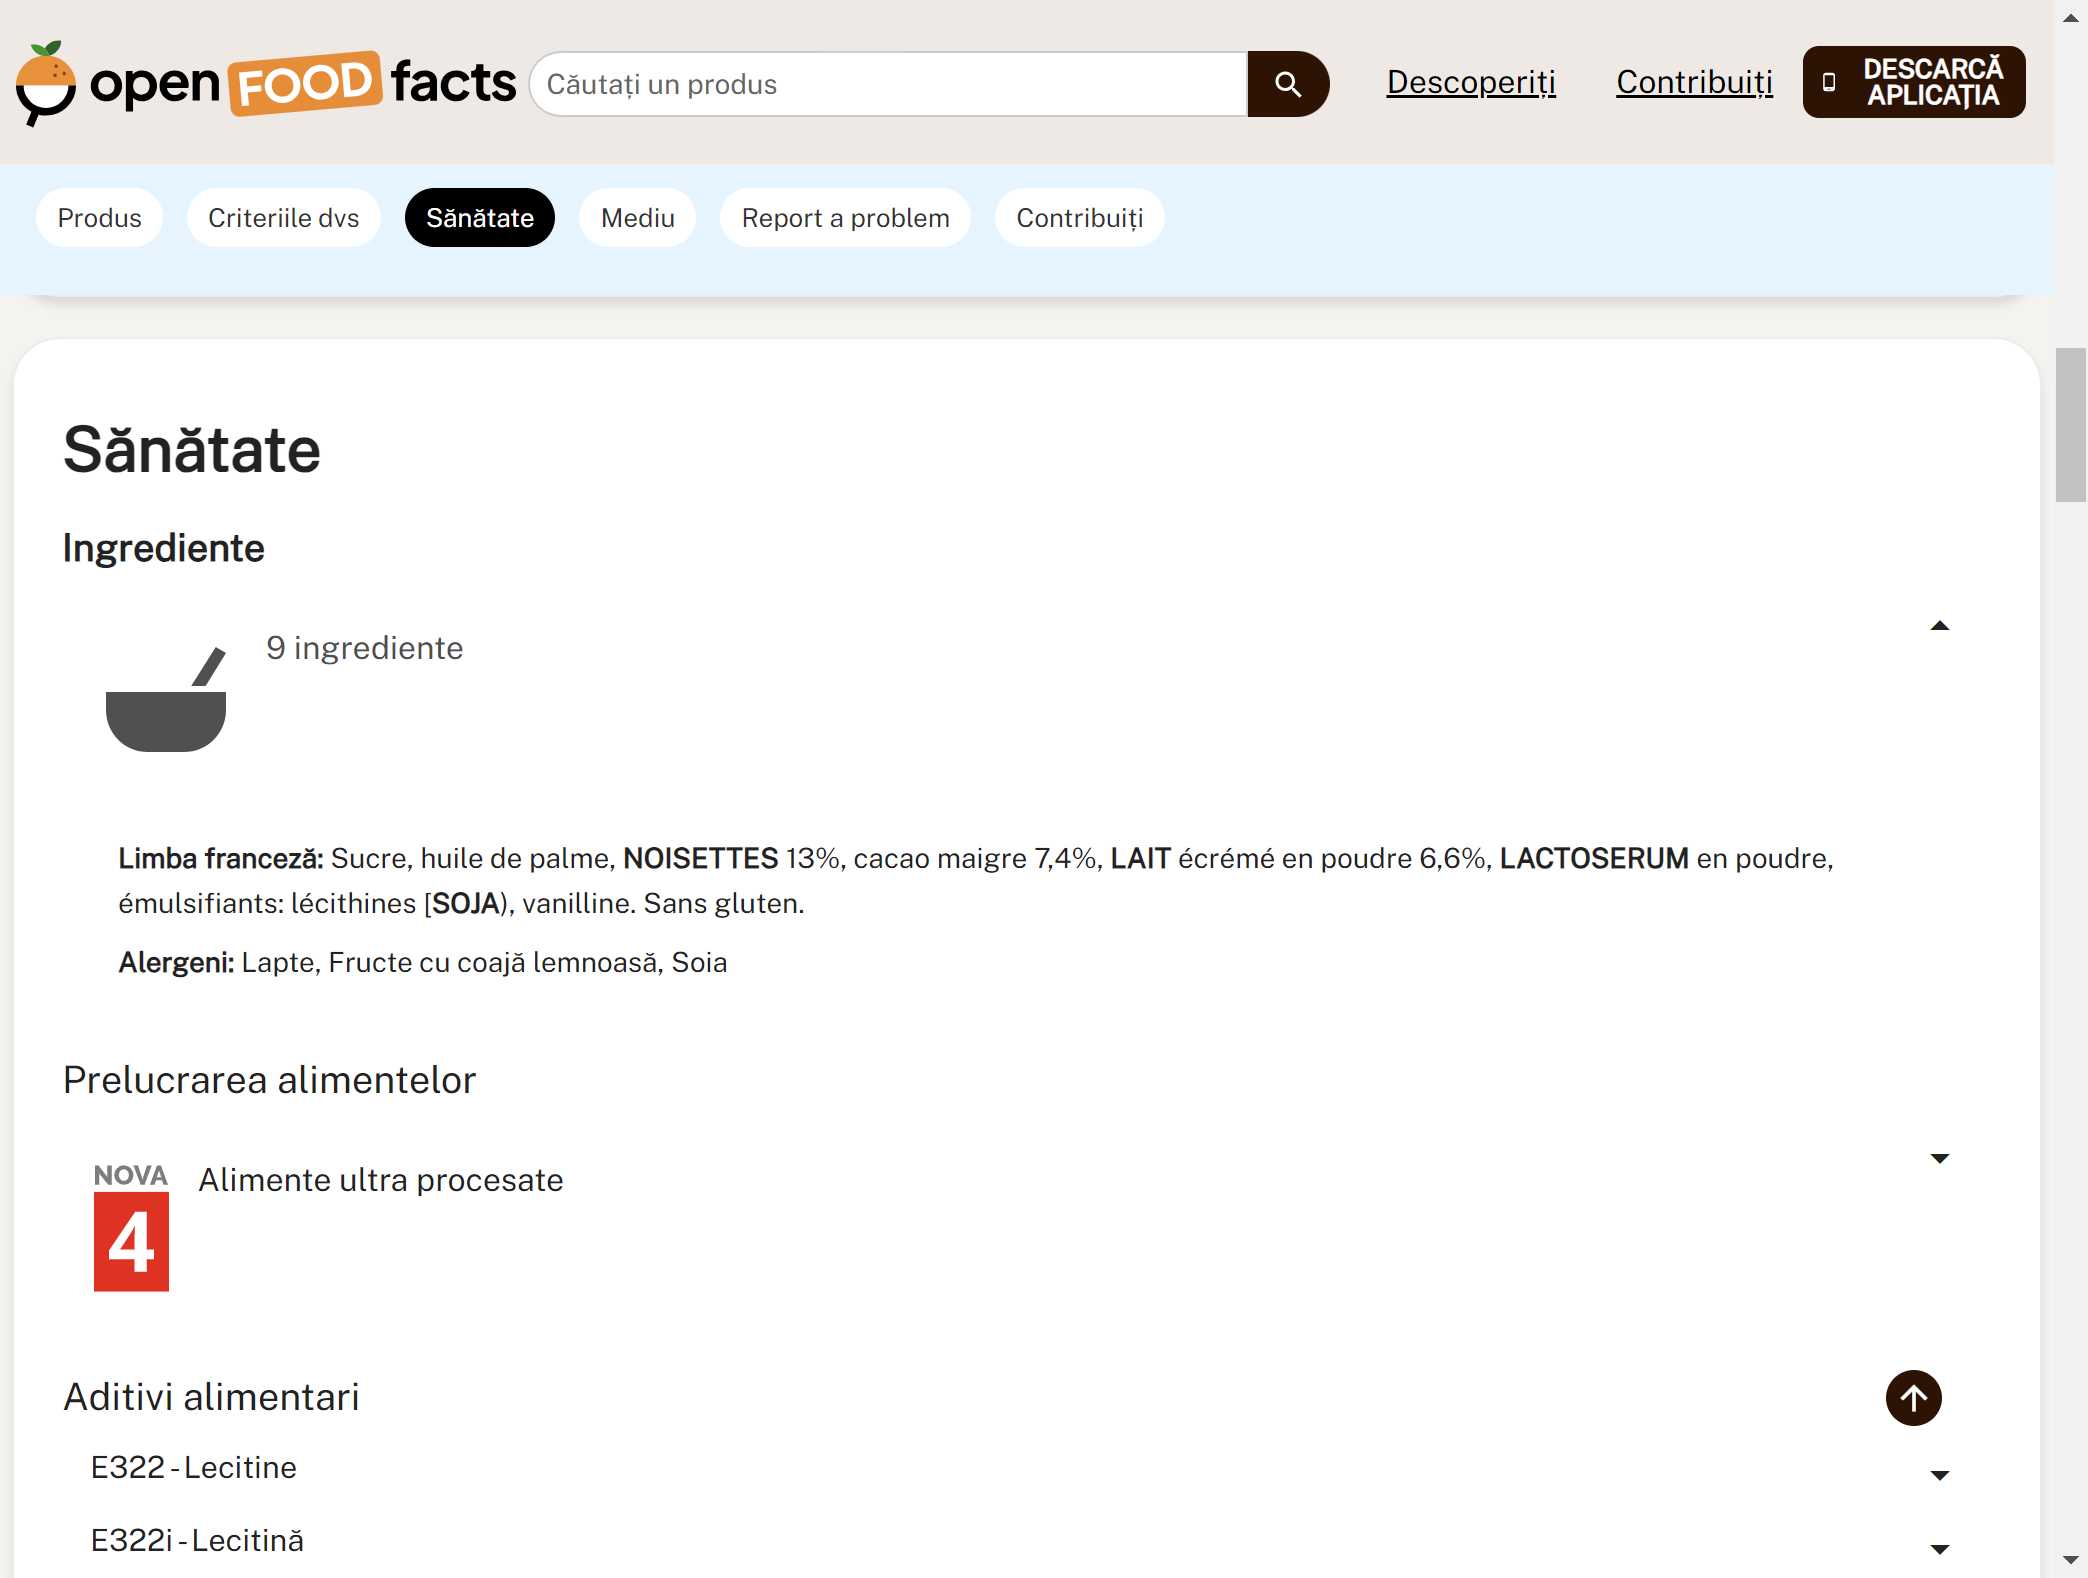 open FOOD facts
Căutați un produs
Descoperiți
Contribuiți
DESCARCĂ
APLICAȚIA
Produs
Criteriile dvs
Sănătate
Mediu
Report a problem
Contribuiți
Sănătate
Ingrediente
9 ingrediente
Limba franceză: Sucre, huile de palme, NOISETTES 13%, cacao maigre 7,4%, LAIT écrémé en poudre 6,6%, LACTOSERUM en poudre,
émulsifiants: lécithines [SOJA), vanilline. Sans gluten.
Alergeni: Lapte, Fructe cu coajă lemnoasă, Soia
Prelucrarea alimentelor
NOVA
4
Alimente ultra procesate
Aditivi alimentari
E322 - Lecitine
E322i - Lecitină